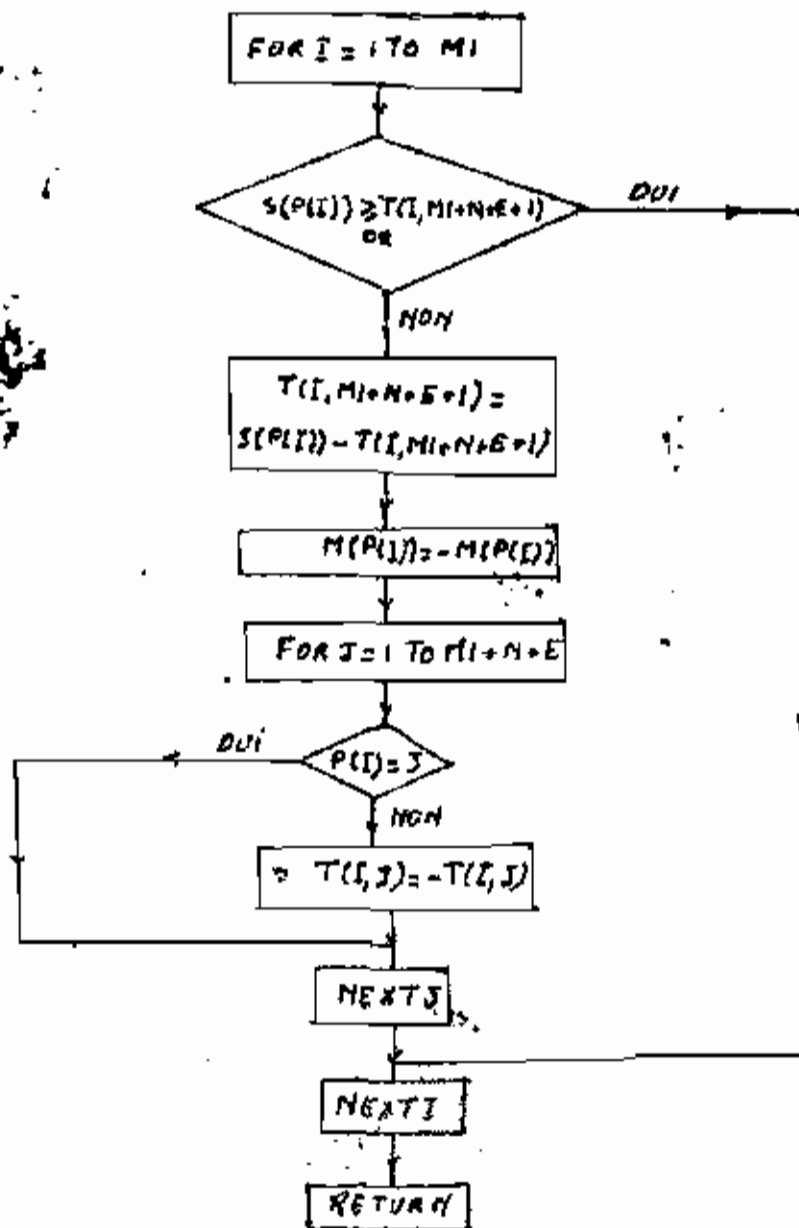 FOR I = 1 TO M1
S(P(I)) ≥ T(I, M1+N+E+1)
OR
OUI
NON
T(I, M1+N+E+1) =
S(P(I)) - T(I, M1+N+E+1)
M(P(I)) = -M(P(I))
FOR J = 1 TO M1+N+E
OUI
P(I) = J
NON
= T(I, J) = -T(I, J)
NEXT J
NEXT I
RETURN